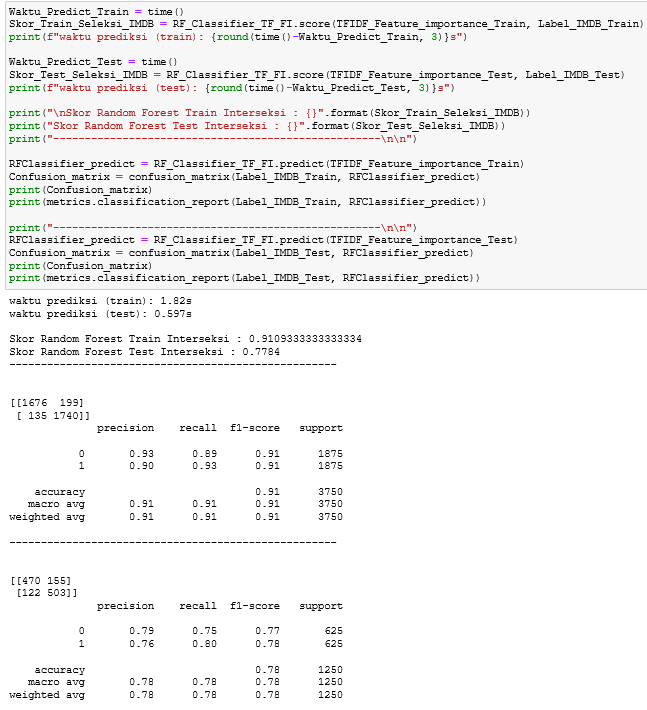 Waktu_Predict_Train = time()
Skor_Train_Seleksi_IMDB = RF_Classifier_TF_FI.score(TFIDF_Feature_importance_Train, Label_IMDB_Train)
print(f"waktu prediksi (train): {round(time()-Waktu_Predict_Train, 3)}s")
Waktu_Predict_Test = time()
Skor_Test_Seleksi_IMDB = RF_Classifier_TF_FI.score(TFIDF_Feature_importance_Test, Label_IMDB_Test)
print(f"waktu prediksi (test): {round(time()-Waktu_Predict_Test, 3)}s")
print("\nSkor Random Forest Train Interseksi : {}".format(Skor_Train_Seleksi_IMDB))
print("Skor Random Forest Test Interseksi : {}".format(Skor_Test_Seleksi_IMDB))
print("----------------------------------------------------\n\n")
RFClassifier_predict = RF_Classifier_TF_FI.predict(TFIDF_Feature_importance_Train)
Confusion_matrix = confusion_matrix(Label_IMDB_Train, RFClassifier_predict)
print(Confusion_matrix)
print(metrics.classification_report(Label_IMDB_Train, RFClassifier_predict))
print("----------------------------------------------------\n\n")
RFClassifier_predict = RF_Classifier_TF_FI.predict(TFIDF_Feature_importance_Test)
Confusion_matrix = confusion_matrix(Label_IMDB_Test, RFClassifier_predict)
print(Confusion_matrix)
print(metrics.classification_report(Label_IMDB_Test, RFClassifier_predict))
waktu prediksi (train): 1.82s
waktu prediksi (test): 0.597s
Skor Random Forest Train Interseksi : 0.9109333333333334
Skor Random Forest Test Interseksi : 0.7784
----------------------------------------------------
[[1676  199]
 [ 135 1740]]
precision    recall  f1-score   support
0       0.93      0.89      0.91      1875
1       0.90      0.93      0.91      1875
accuracy                           0.91      3750
macro avg       0.91      0.91      0.91      3750
weighted avg       0.91      0.91      0.91      3750
----------------------------------------------------
[[470 155]
 [122 503]]
precision    recall  f1-score   support
0       0.79      0.75      0.77       625
1       0.76      0.80      0.78       625
accuracy                           0.78      1250
macro avg       0.78      0.78      0.78      1250
weighted avg       0.78      0.78      0.78      1250